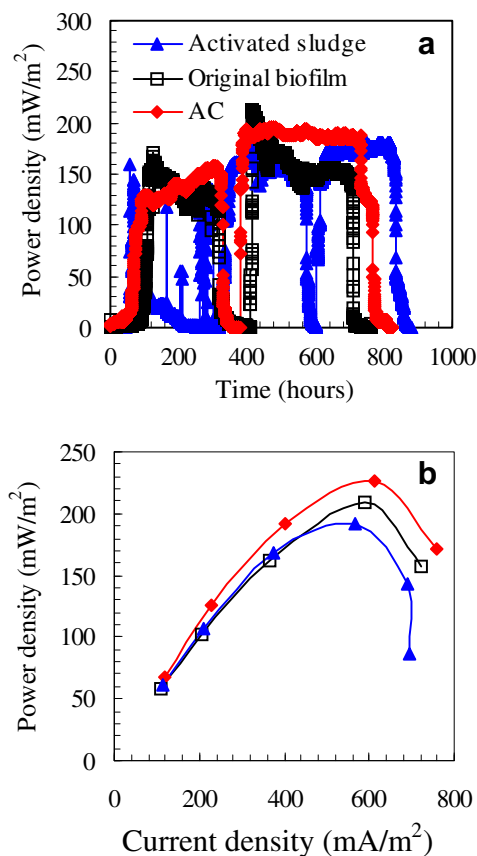 300
250
200
150
100
50
0
Power density (mW/m²)
a
Activated sludge
Original biofilm
AC
0 200 400 600 800 1000
Time (hours)
250
200
150
100
50
0
Power density (mW/m²)
b
0 200 400 600 800
Current density (mA/m²)